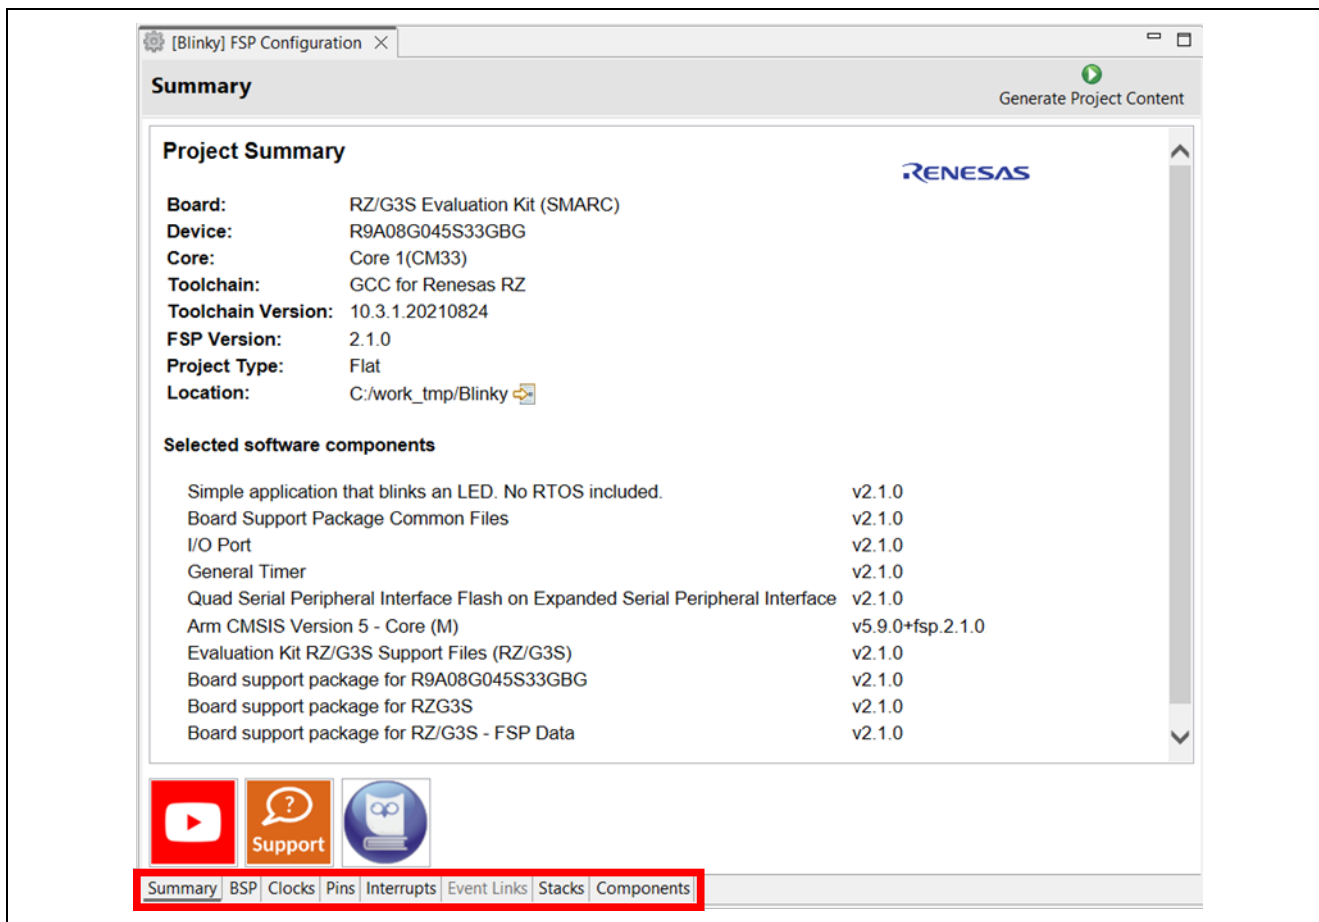 [Blinky] FSP Configuration
Summary
Generate Project Content
Project Summary
RENESAS
Board: RZ/G3S Evaluation Kit (SMARC)
Device: R9A08G045S33GBG
Core: Core 1(CM33)
Toolchain: GCC for Renesas RZ
Toolchain Version: 10.3.1.20210824
FSP Version: 2.1.0
Project Type: Flat
Location: C:/work_tmp/Blinky
Selected software components
Simple application that blinks an LED. No RTOS included. v2.1.0
Board Support Package Common Files v2.1.0
I/O Port v2.1.0
General Timer v2.1.0
Quad Serial Peripheral Interface Flash on Expanded Serial Peripheral Interface v2.1.0
Arm CMSIS Version 5 - Core (M) v5.9.0+fsp.2.1.0
Evaluation Kit RZ/G3S Support Files (RZ/G3S) v2.1.0
Board support package for R9A08G045S33GBG v2.1.0
Board support package for RZG3S v2.1.0
Board support package for RZ/G3S - FSP Data v2.1.0
?
Support
Summary BSP Clocks Pins Interrupts Event Links Stacks Components